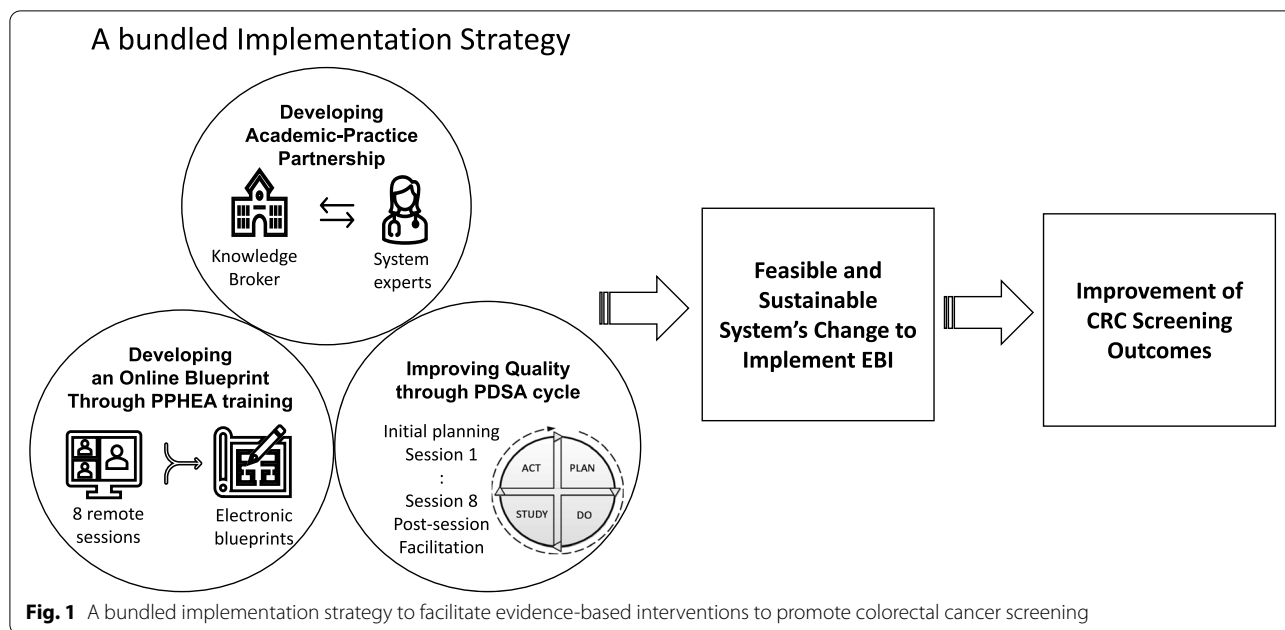 A bundled Implementation Strategy
Developing
Academic-Practice
Partnership
Knowledge
Broker
System
experts
Developing
an Online Blueprint
Through PPHEA training
8 remote
sessions
Electronic
blueprints
Improving Quality
through PDSA cycle
Initial planning
Session 1
:
Session 8
Post-session
Facilitation
ACT
PLAN
STUDY
DO
Feasible and
Sustainable
System’s Change to
Implement EBI
Improvement of
CRC Screening
Outcomes
Fig. 1 A bundled implementation strategy to facilitate evidence-based interventions to promote colorectal cancer screening